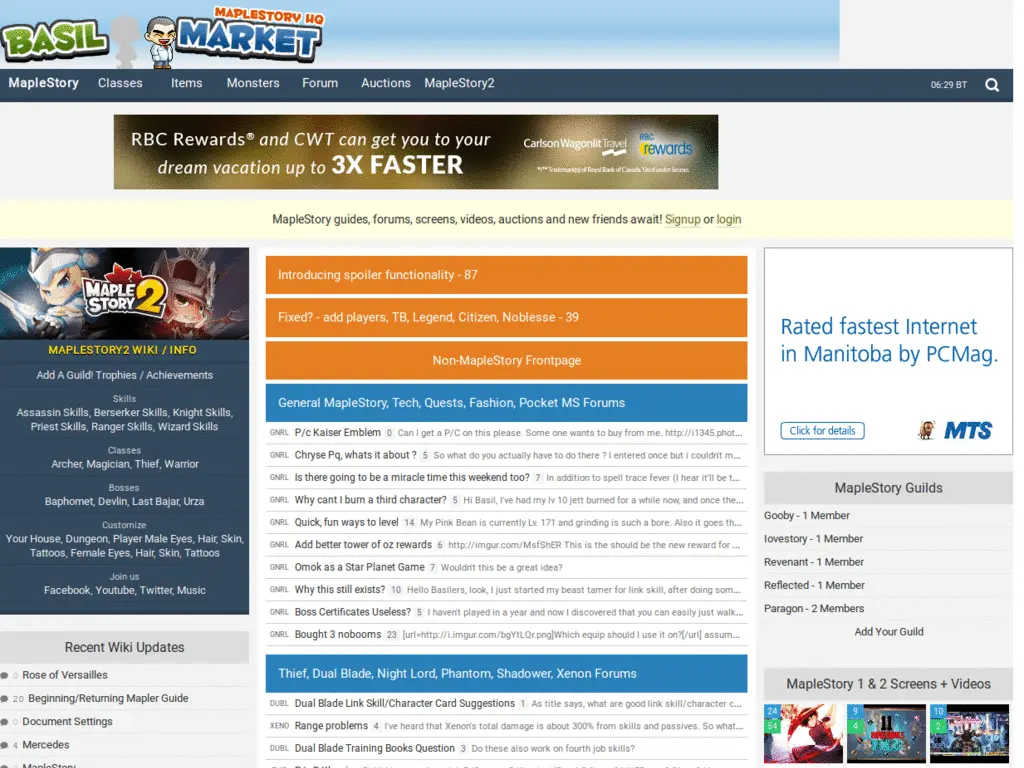 BASIL
MAPLESTORY HQ
MARKET
MapleStory Classes Items Monsters Forum Auctions MapleStory2 06:29 BT
RBC Rewards® and CWT can get you to your
dream vacation up to 3X FASTER
Carlson Wagonlit Travel
RBC
rewards
MapleStory guides, forums, screens, videos, auctions and new friends await! Signup or login
MAPLE
STORY 2
MAPLESTORY2 WIKI / INFO
Add A Guild! Trophies / Achievements
Skills
Assassin Skills, Berserker Skills, Knight Skills,
Priest Skills, Ranger Skills, Wizard Skills
Classes
Archer, Magician, Thief, Warrior
Bosses
Baphomet, Devlin, Last Bajar, Urza
Customize
Your House, Dungeon, Player Male Eyes, Hair, Skin,
Tattoos, Female Eyes, Hair, Skin, Tattoos
Join us
Facebook, Youtube, Twitter, Music
Recent Wiki Updates
0 Rose of Versailles
20 Beginning/Returning Mapler Guide
0 Document Settings
4 Mercedes
MapleStory
Introducing spoiler functionality - 87
Fixed? - add players, TB, Legend, Citizen, Noblesse - 39
Non-MapleStory Frontpage
General MapleStory, Tech, Quests, Fashion, Pocket MS Forums
GNRL P/c Kaiser Emblem 0 Can I get a P/C on this please. Some one wants to buy from me. http://i1345.phot...
GNRL Chryse Pq, whats it about ? 5 So what do you actually have to do there ? I entered once but i couldn't m...
GNRL Is there going to be a miracle time this weekend too? 7 In addition to spell trace fever (I hear it'll be t...
GNRL Why cant I burn a third character? 5 Hi Basil, I've had my lv 10 jett burned for a while now, and once the...
GNRL Quick, fun ways to level 14 My Pink Bean is currently Lv. 171 and grinding is such a bore. Also it goes th...
GNRL Add better tower of oz rewards 6 http://imgur.com/MsfShER This is the should be the new reward for ...
GNRL Omok as a Star Planet Game 7 Wouldn't this be a great idea?
GNRL Why this still exists? 10 Hello Basilers, look, I just started my beast tamer for link skill, after doing som...
GNRL Boss Certificates Useless? 5 I haven't played in a year and now I discovered that you can easily just walk...
GNRL Bought 3 nobooms 23 [url=http://i.imgur.com/bgYtLQr.png]Which equip should I use it on?[/url] assum...
Thief, Dual Blade, Night Lord, Phantom, Shadower, Xenon Forums
DUBL Dual Blade Link Skill/Character Card Suggestions 1 As title says, what are good link skill/character c...
XENO Range problems 4 I've heard that Xenon's total damage is about 300% from skills and passives. So what...
DUBL Dual Blade Training Books Question 3 Do these also work on fourth job skills?
Rated fastest Internet
in Manitoba by PCMag.
Click for details
MTS
MapleStory Guilds
Gooby - 1 Member
Iovestory - 1 Member
Revenant - 1 Member
Reflected - 1 Member
Paragon - 2 Members
Add Your Guild
MapleStory 1 & 2 Screens + Videos
24 9 10
64 4 2